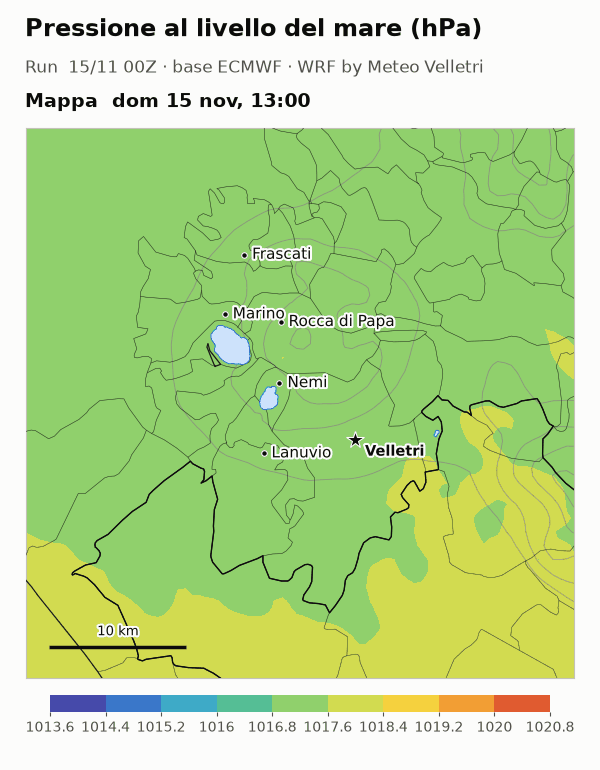 Pressione al livello del mare (hPa)
Run  15/11 00Z · base ECMWF · WRF by Meteo Velletri
Mappa  dom 15 nov, 13:00
Frascati
Marino
Rocca di Papa
Nemi
Velletri
Lanuvio
10 km
1013.6 1014.4 1015.2 1016 1016.8 1017.6 1018.4 1019.2 1020 1020.8